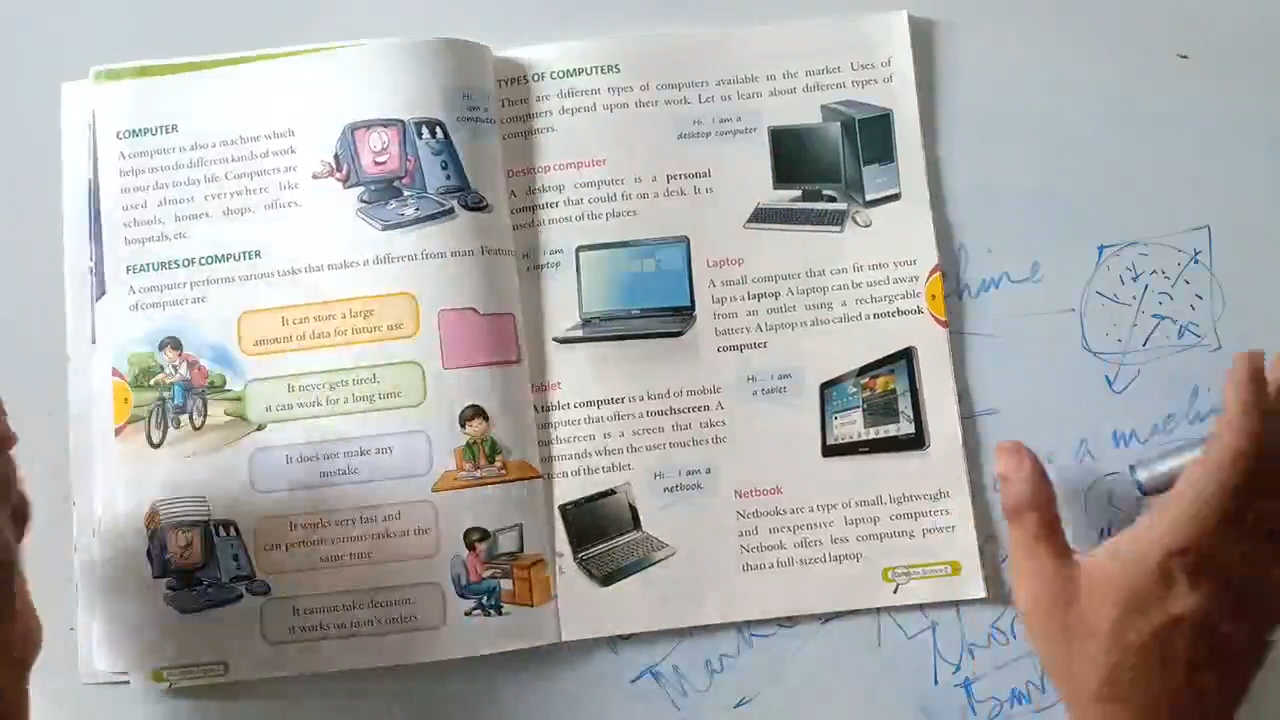 COMPUTER
A computer is also a machine which
helps us to do different kinds of work
in our day to day life. Computers are
used almost everywhere like
schools, homes, shops, offices,
hospitals, etc.
Hi...
am a
computer
FEATURES OF COMPUTER
A computer performs various tasks that makes it different from man Feature
of computer are
It can store a large
amount of data for future use.
It never gets tired;
it can work for a long time.
It does not make any
mistake.
It works very fast and
can perform various tasks at the
same time.
It cannot take decision,
it works on man's orders.
TYPES OF COMPUTERS
There are different types of computers available in the market. Uses of
computers depend upon their work. Let us learn about different types of
computers.
Hi... I am a
desktop computer
Desktop computer
A desktop computer is a personal
computer that could fit on a desk. It is
used at most of the places.
Hi... I am
a laptop
Laptop
A small computer that can fit into your
lap is a laptop. A laptop can be used away
from an outlet using a rechargeable
battery. A laptop is also called a notebook
computer
Tablet
A tablet computer is a kind of mobile
computer that offers a touchscreen. A
touchscreen is a screen that takes
commands when the user touches the
screen of the tablet.
Hi... I am
a tablet
Hi... I am a
netbook
Netbook
Netbooks are a type of small, lightweight
and inexpensive laptop computers.
Netbook offers less computing power
than a full-sized laptop.
Computer Science-2
hine
a machi